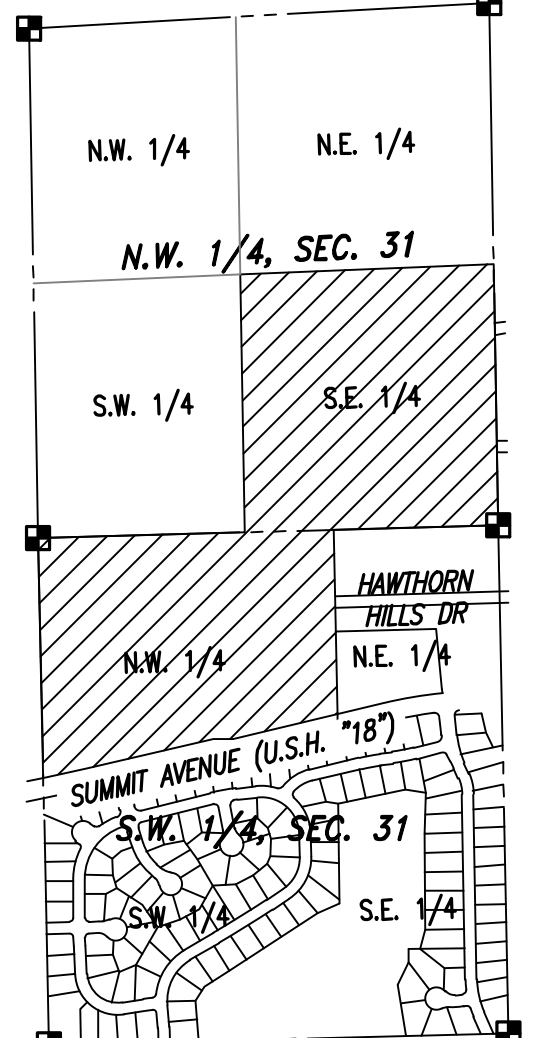 N.W. 1/4
N.E. 1/4
N.W. 1/4, SEC. 31
S.W. 1/4
S.E. 1/4
HAWTHORN
HILLS DR
N.W. 1/4
N.E. 1/4
SUMMIT AVENUE (U.S.H. "18")
S.W. 1/4, SEC. 31
S.W. 1/4
S.E. 1/4